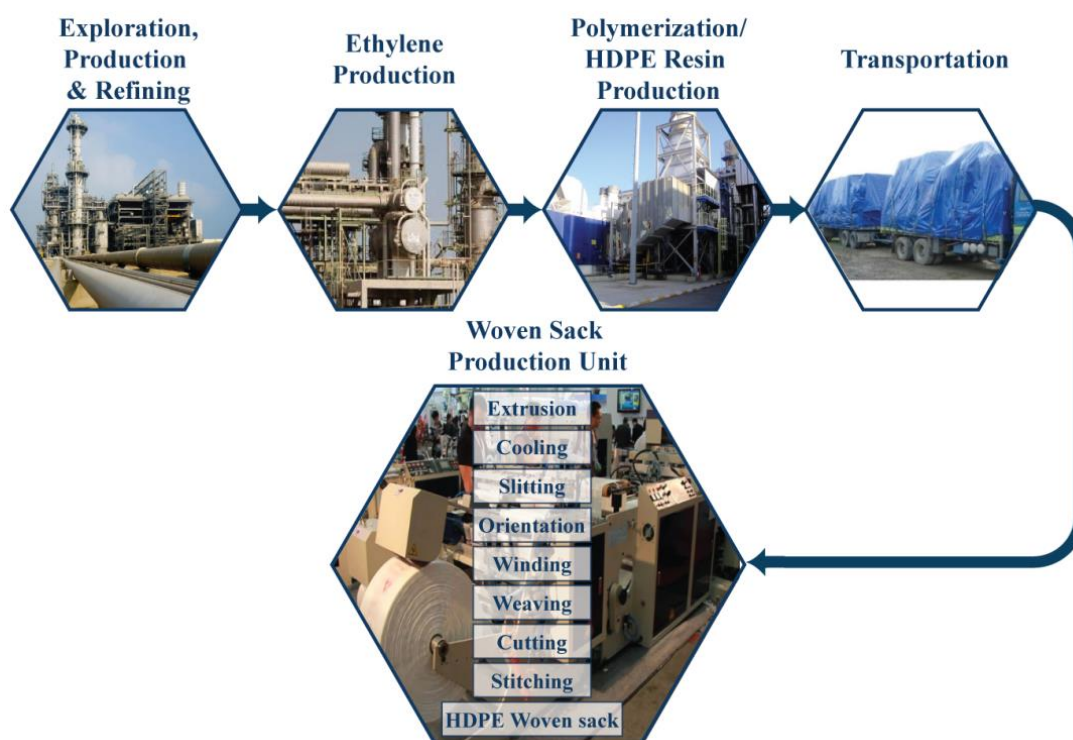 Exploration,
Production
& Refining
Ethylene
Production
Polymerization/
HDPE Resin
Production
Transportation
Woven Sack
Production Unit
Extrusion
Cooling
Slitting
Orientation
Winding
Weaving
Cutting
Stitching
HDPE Woven sack